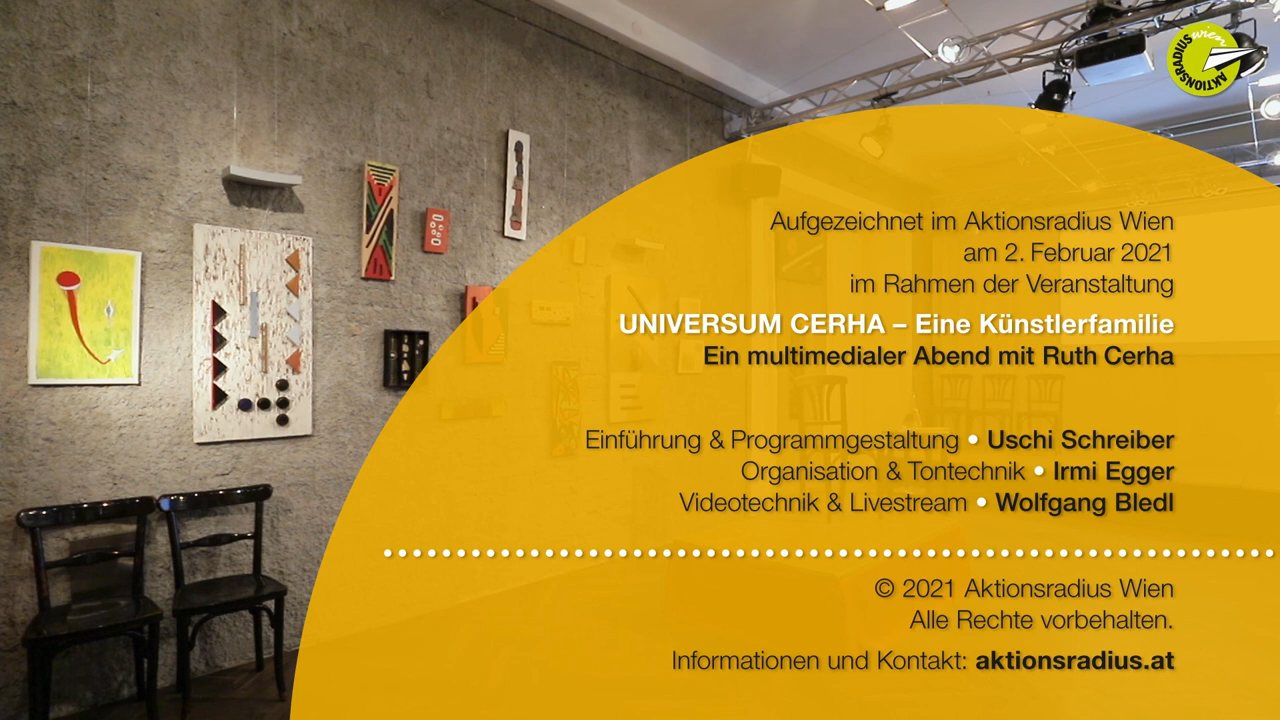 AKTIONSRADIUS wien
Aufgezeichnet im Aktionsradius Wien
am 2. Februar 2021
im Rahmen der Veranstaltung
UNIVERSUM CERHA – Eine Künstlerfamilie
Ein multimedialer Abend mit Ruth Cerha
Einführung & Programmgestaltung • Uschi Schreiber
Organisation & Tontechnik • Irmi Egger
Videotechnik & Livestream • Wolfgang Bledl
© 2021 Aktionsradius Wien
Alle Rechte vorbehalten.
Informationen und Kontakt: aktionsradius.at